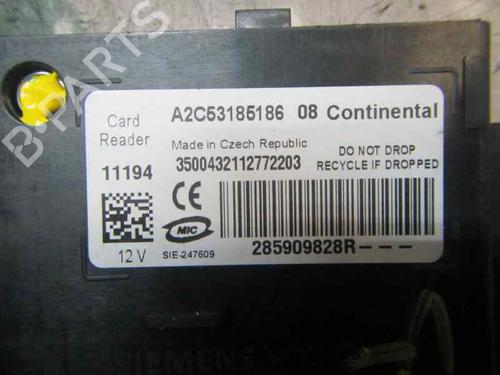 B-PARTS
Card Reader
A2C53185186 08 Continental
Made in Czech Republic
DO NOT DROP
11194
3500432112772203
RECYCLE IF DROPPED
CE
MIC
12 V
SIE-247609
285909828R---
SIEMENS